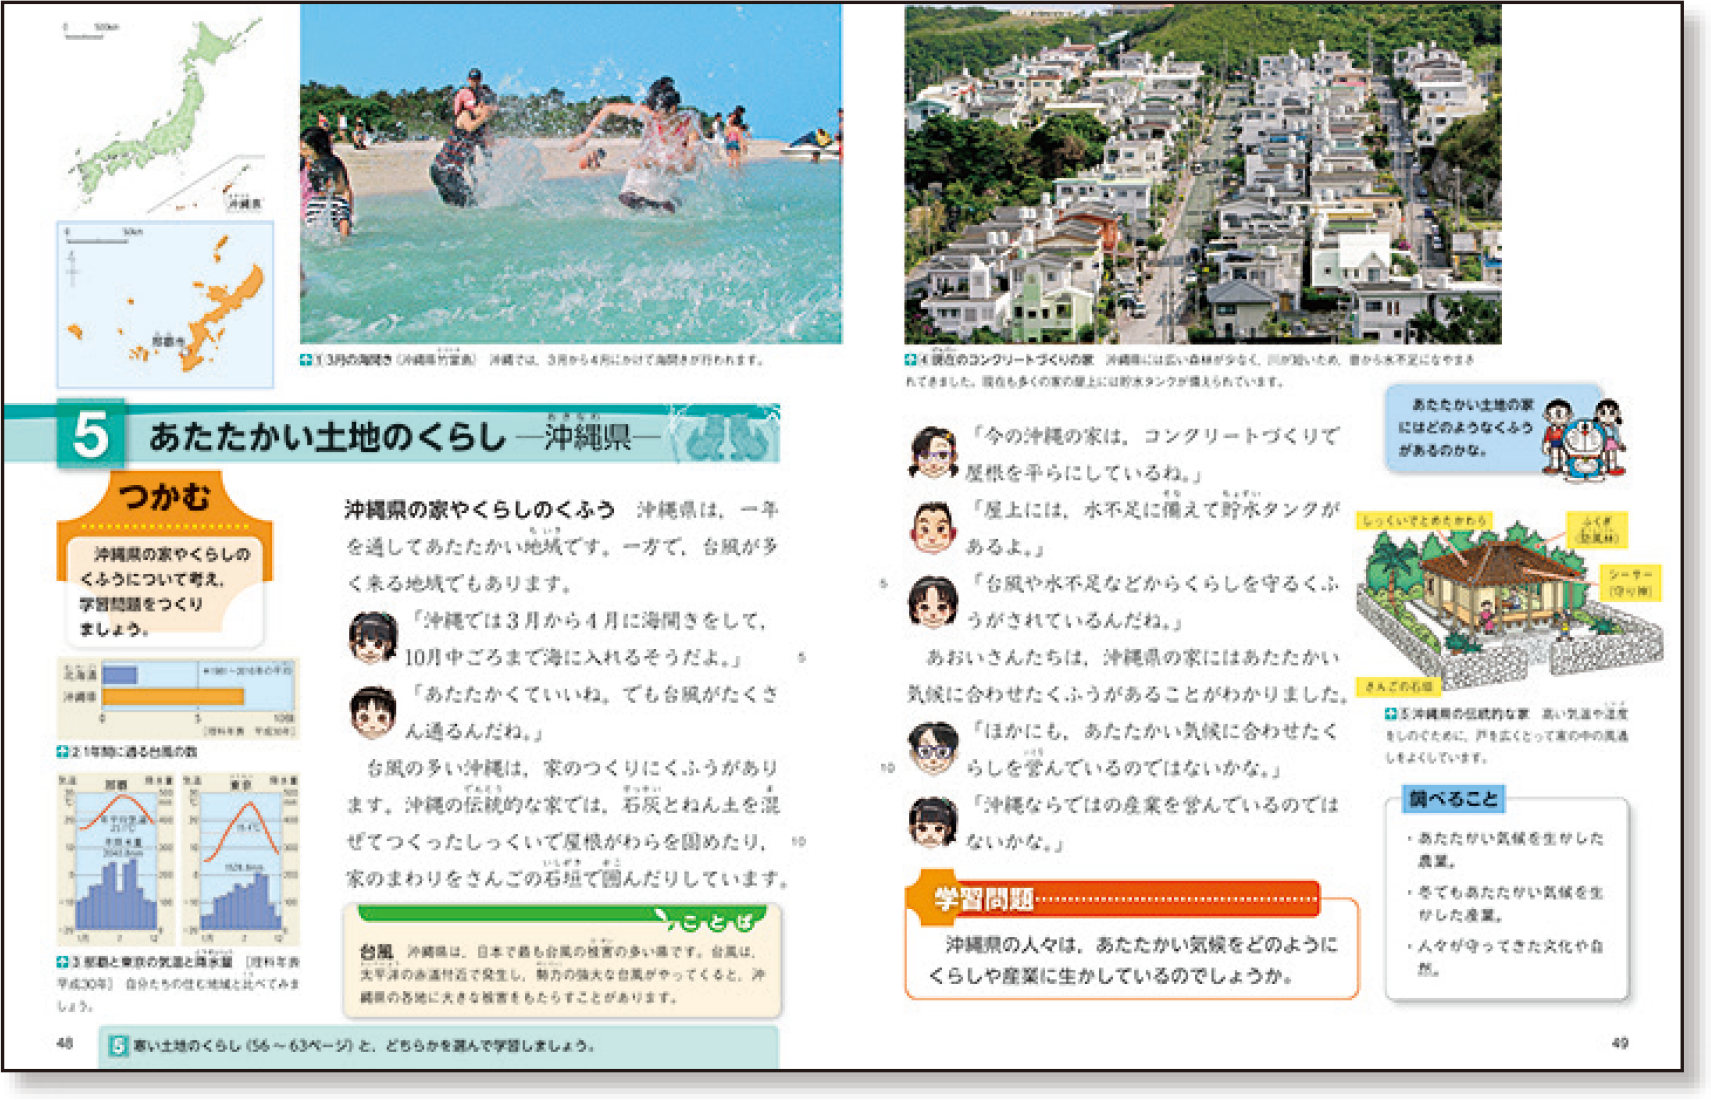 0 500km
沖縄県
0 50km
那覇市
①3月の海開き（沖縄県竹富島） 沖縄では，3月から4月にかけて海開きが行われます。
5 あたたかい土地のくらし —沖縄県—
おきなわ
つかむ
沖縄県の家やくらしの
くふうについて考え，
学習問題をつくり
ましょう。
北海道
沖縄県
＊1981～2010年の平均
0 5 10個
［理科年表 平成30年］
②1年間に通る台風の数
気温 那覇 降水量 気温 東京 降水量
年平均気温
23.1℃
年降水量
2040.8mm
15.4℃
1528.8mm
1月 7 12 1月 7 12
③那覇と東京の気温と降水量 ［理科年表
平成30年］ 自分たちの住む地域と比べてみま
しょう。
沖縄県の家やくらしのくふう 沖縄県は，一年
を通してあたたかい地域です。一方で，台風が多
く来る地域でもあります。
「沖縄では3月から4月に海開きをして，
10月中ごろまで海に入れるそうだよ。」
5
「あたたかくていいね。でも台風がたくさ
ん通るんだね。」
台風の多い沖縄は，家のつくりにくふうがあり
ます。沖縄の伝統的な家では，石灰とねん土を混
ぜてつくったしっくいで屋根がわらを固めたり，
10
家のまわりをさんごの石垣で囲んだりしています。
ことば
台風 沖縄県は，日本で最も台風の被害の多い県です。台風は，
太平洋の赤道付近で発生し，勢力の強大な台風がやってくると，沖
縄県の各地に大きな被害をもたらすことがあります。
48
5 寒い土地のくらし（56～63ページ）と，どちらかを選んで学習しましょう。
④現在のコンクリートづくりの家 沖縄県には広い森林が少なく，川が短いため，昔から水不足になやまさ
れてきました。現在も多くの家の屋上には貯水タンクが備えられています。
「今の沖縄の家は，コンクリートづくりで
屋根を平らにしているね。」
「屋上には，水不足に備えて貯水タンクが
あるよ。」
5
「台風や水不足などからくらしを守るくふ
うがされているんだね。」
あおいさんたちは，沖縄県の家にはあたたかい
気候に合わせたくふうがあることがわかりました。
「ほかにも，あたたかい気候に合わせたく
10
らしを営んでいるのではないかな。」
「沖縄ならではの産業を営んでいるのでは
ないかな。」
学習問題
沖縄県の人々は，あたたかい気候をどのように
くらしや産業に生かしているのでしょうか。
あたたかい土地の家
にはどのようなくふう
があるのかな。
しっくいでとめたかわら
ふくぎ
（防風林）
シーサー
（守り神）
さんごの石垣
⑤沖縄県の伝統的な家 高い気温や湿度
をしのぐために，戸を広くとって家の中の風通
しをよくしています。
調べること
・あたたかい気候を生かした
農業。
・冬でもあたたかい気候を生
かした産業。
・人々が守ってきた文化や自
然。
49